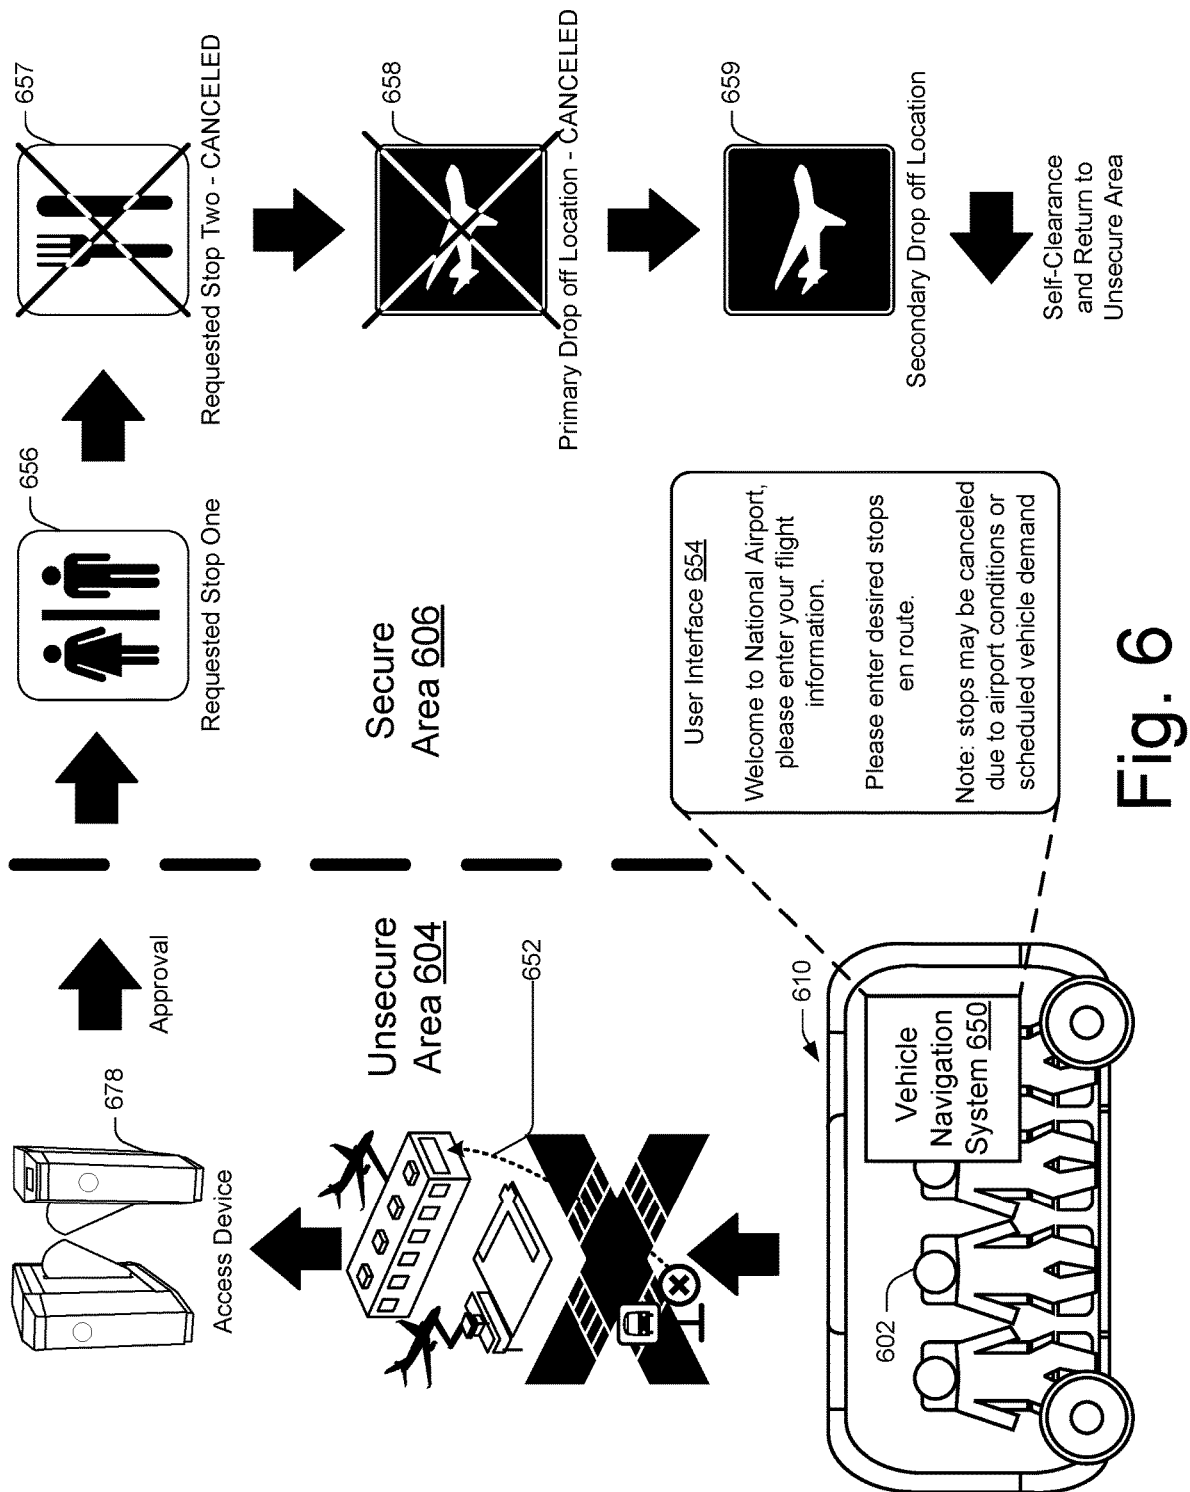 678
Access Device
Approval
656
Requested Stop One
657
Requested Stop Two - CANCELED
Unsecure
Area 604
652
Secure
Area 606
658
Primary Drop off Location - CANCELED
610
602
Vehicle
Navigation
System 650
User Interface 654
Welcome to National Airport,
please enter your flight
information.
Please enter desired stops
en route.
Note: stops may be canceled
due to airport conditions or
scheduled vehicle demand
659
Secondary Drop off Location
Self-Clearance
and Return to
Unsecure Area
Fig. 6